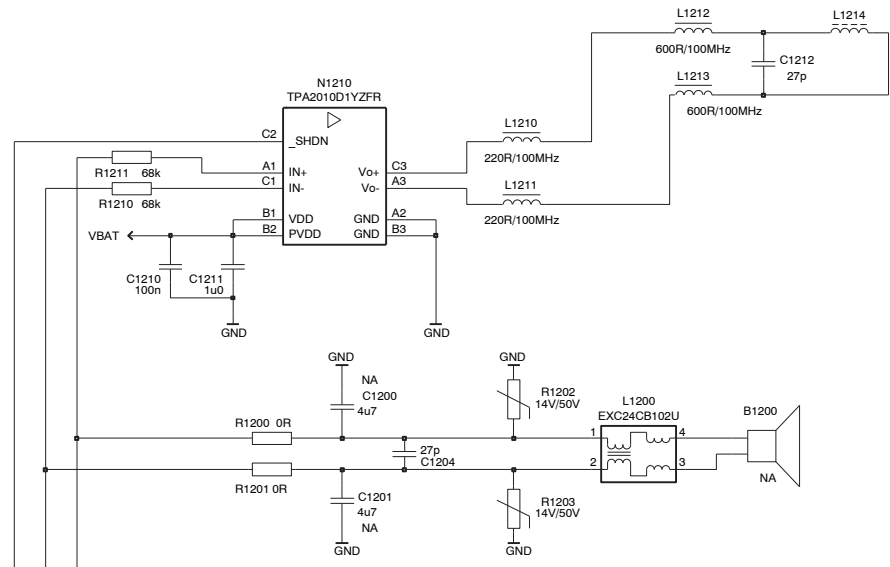 L1212
L1214
600R/100MHz
C1212
27p
N1210
TPA2010D1YZFR
L1213
600R/100MHz
L1210
220R/100MHz
C2 _SHDN
R1211 68k
A1 IN+
Vo+ C3
C1 IN-
Vo- A3
R1210 68k
L1211
220R/100MHz
B1 VDD
GND A2
VBAT
B2 PVDD
GND B3
C1210
100n
C1211
1u0
GND
GND
GND
NA
C1200
4u7
GND
R1202
14V/50V
L1200
EXC24CB102U
B1200
R1200 0R
1
4
27p
C1204
2
3
R1201 0R
C1201
4u7
NA
R1203
14V/50V
NA
GND
GND